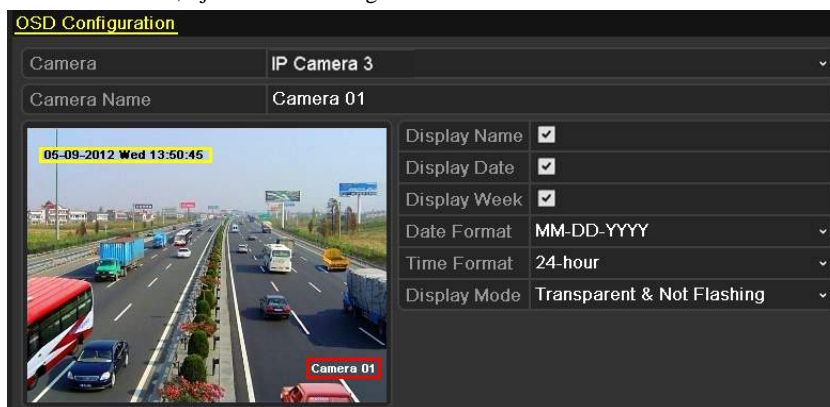 OSD Configuration
Camera IP Camera 3
Camera Name Camera 01
05-09-2012 Wed 13:50:45
Camera 01
Display Name
Display Date
Display Week
Date Format MM-DD-YYYY
Time Format 24-hour
Display Mode Transparent & Not Flashing